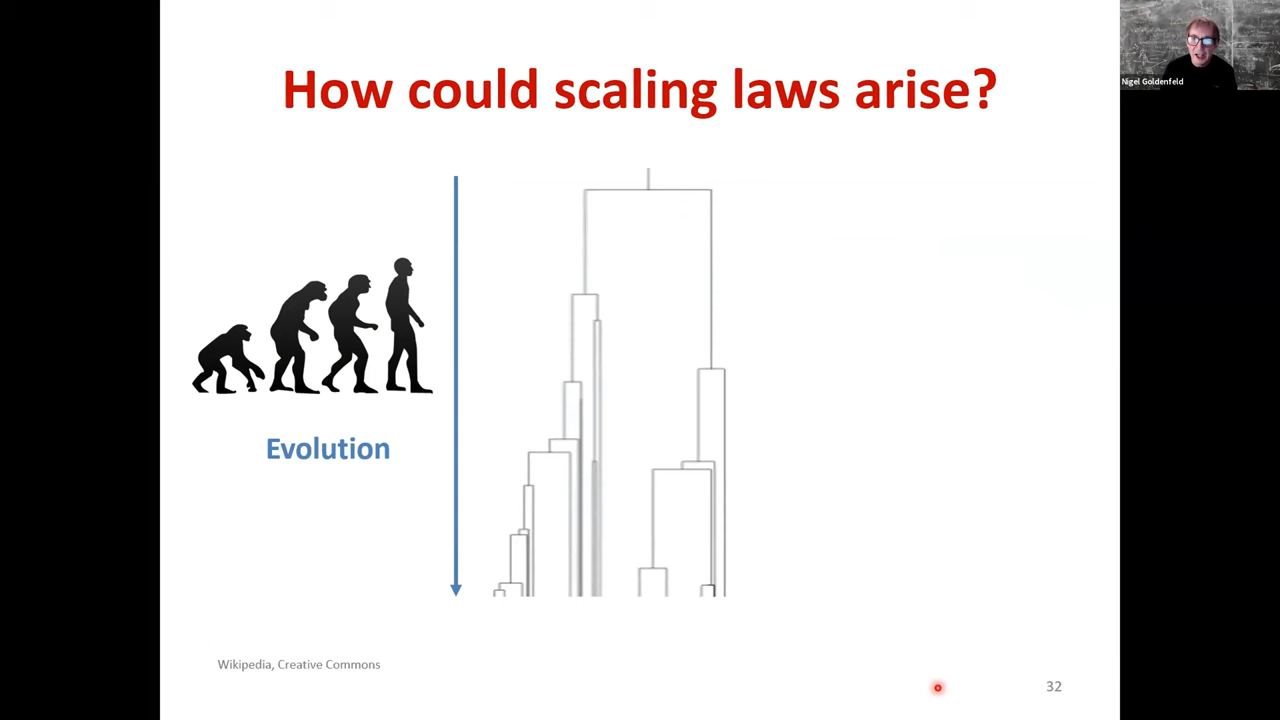 How could scaling laws arise?
Nigel Goldenfeld
Evolution
Wikipedia, Creative Commons
32